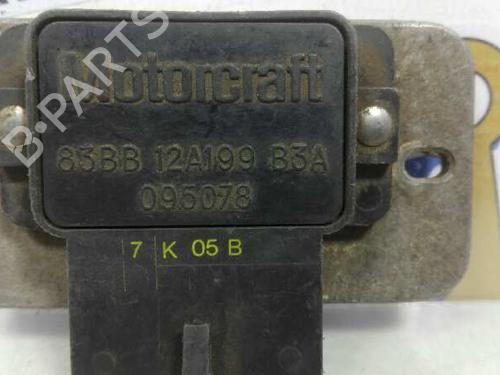 Motorcraft
83BB 12A199 B3A
095078
7 K 05 B
B-PARTS